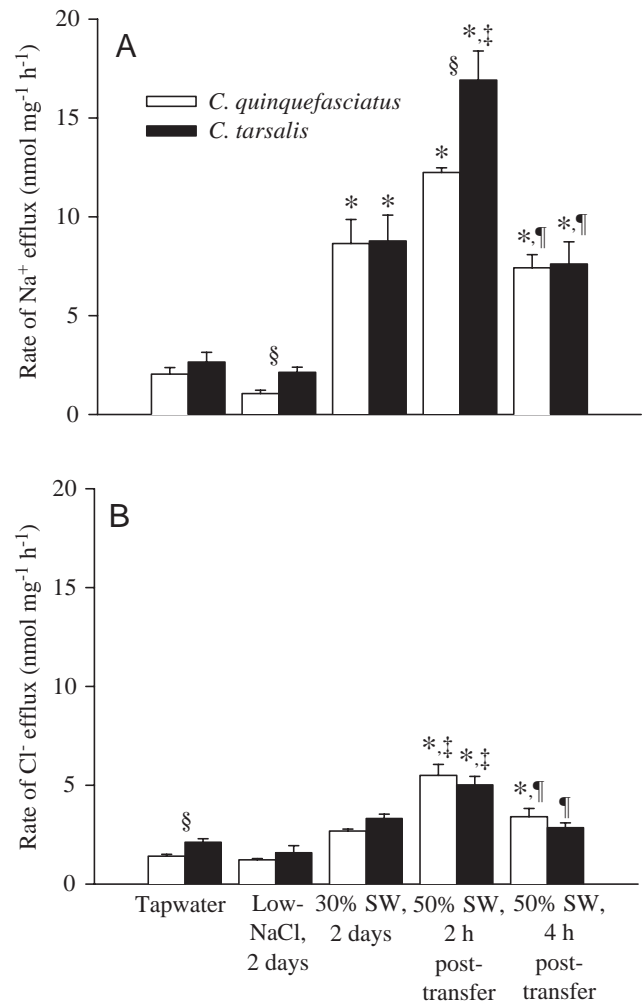 A
C. quinquefasciatus
C. tarsalis
Rate of Na+ efflux (nmol mg-1 h-1)
20
15
10
5
0
§
* *
*
§ *,‡
*,¶ *,¶
B
Rate of Cl- efflux (nmol mg-1 h-1)
20
15
10
5
0
§
*,‡ *,‡
*,¶ ¶
Tapwater
Low-
NaCl,
2 days
30% SW,
2 days
50% SW,
2 h
post-
transfer
50% SW,
4 h
post-
transfer